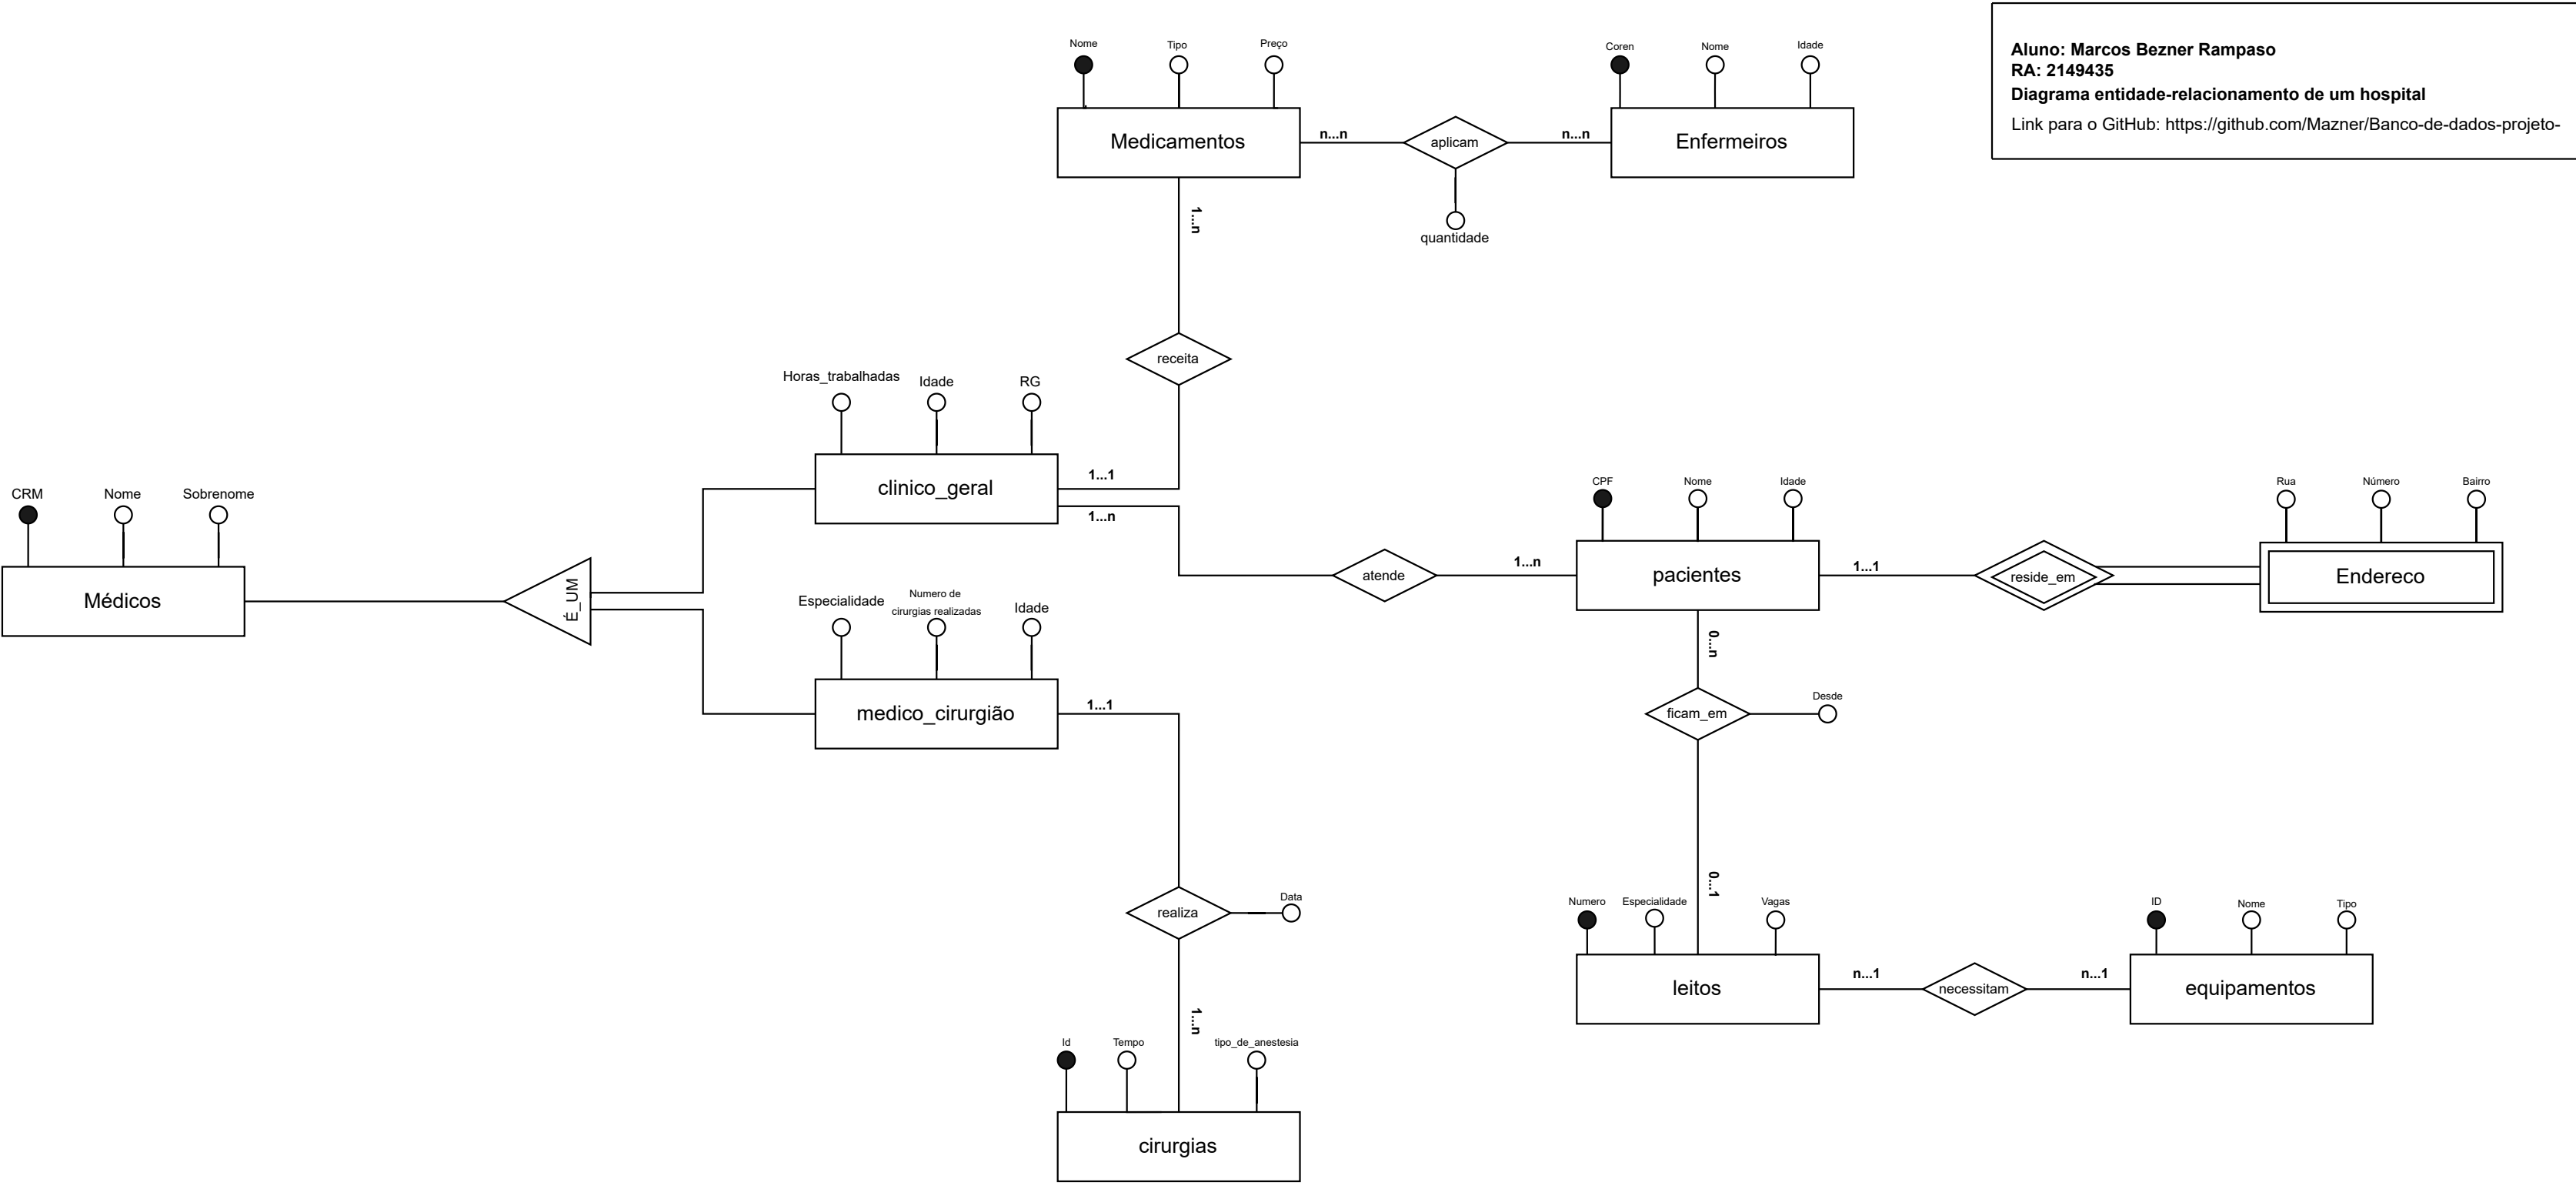 Aluno: Marcos Bezner Rampaso
RA: 2149435
Diagrama entidade-relacionamento de um hospital
Link para o GitHub: https://github.com/Mazner/Banco-de-dados-projeto-
Nome
Tipo
Preço
Medicamentos
n...n
aplicam
quantidade
n...n
Coren
Nome
Idade
Enfermeiros
1...n
receita
Horas_trabalhadas
Idade
RG
clinico_geral
1...1
1...n
CRM
Nome
Sobrenome
Médicos
É_UM
Especialidade
Numero de
cirurgias realizadas
Idade
medico_cirurgião
1...1
atende
1...n
CPF
Nome
Idade
pacientes
1...1
reside_em
Rua
Número
Bairro
Endereco
0...n
ficam_em
Desde
0...1
realiza
Data
1...n
Id
Tempo
tipo_de_anestesia
cirurgias
Numero
Especialidade
Vagas
leitos
n...1
necessitam
n...1
ID
Nome
Tipo
equipamentos